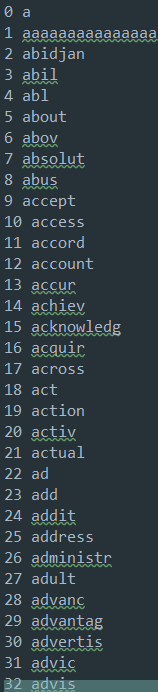 0 a
1 aaaaaaaaaaaaaaa
2 abidjan
3 abil
4 abl
5 about
6 abov
7 absolut
8 abus
9 accept
10 access
11 accord
12 account
13 accur
14 achiev
15 acknowledg
16 acquir
17 across
18 act
19 action
20 activ
21 actual
22 ad
23 add
24 addit
25 address
26 administr
27 adult
28 advanc
29 advantag
30 advertis
31 advic
32 advis